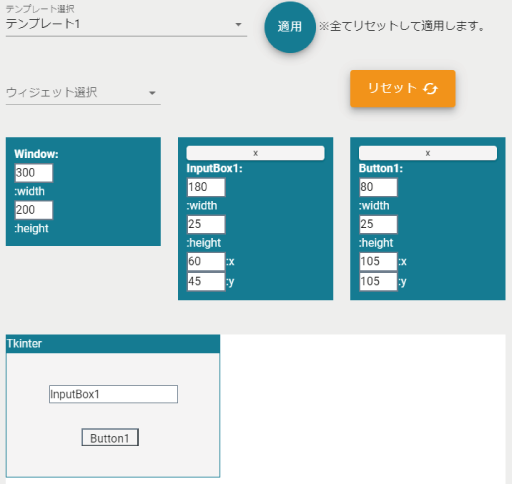 テンプレート選択
テンプレート1
適用
※全てリセットして適用します。
ウィジェット選択
リセット
Window:
300
:width
200
:height
x
InputBox1:
180
:width
25
:height
60 :x
45 :y
x
Button1:
80
:width
25
:height
105 :x
105 :y
Tkinter
InputBox1
Button1